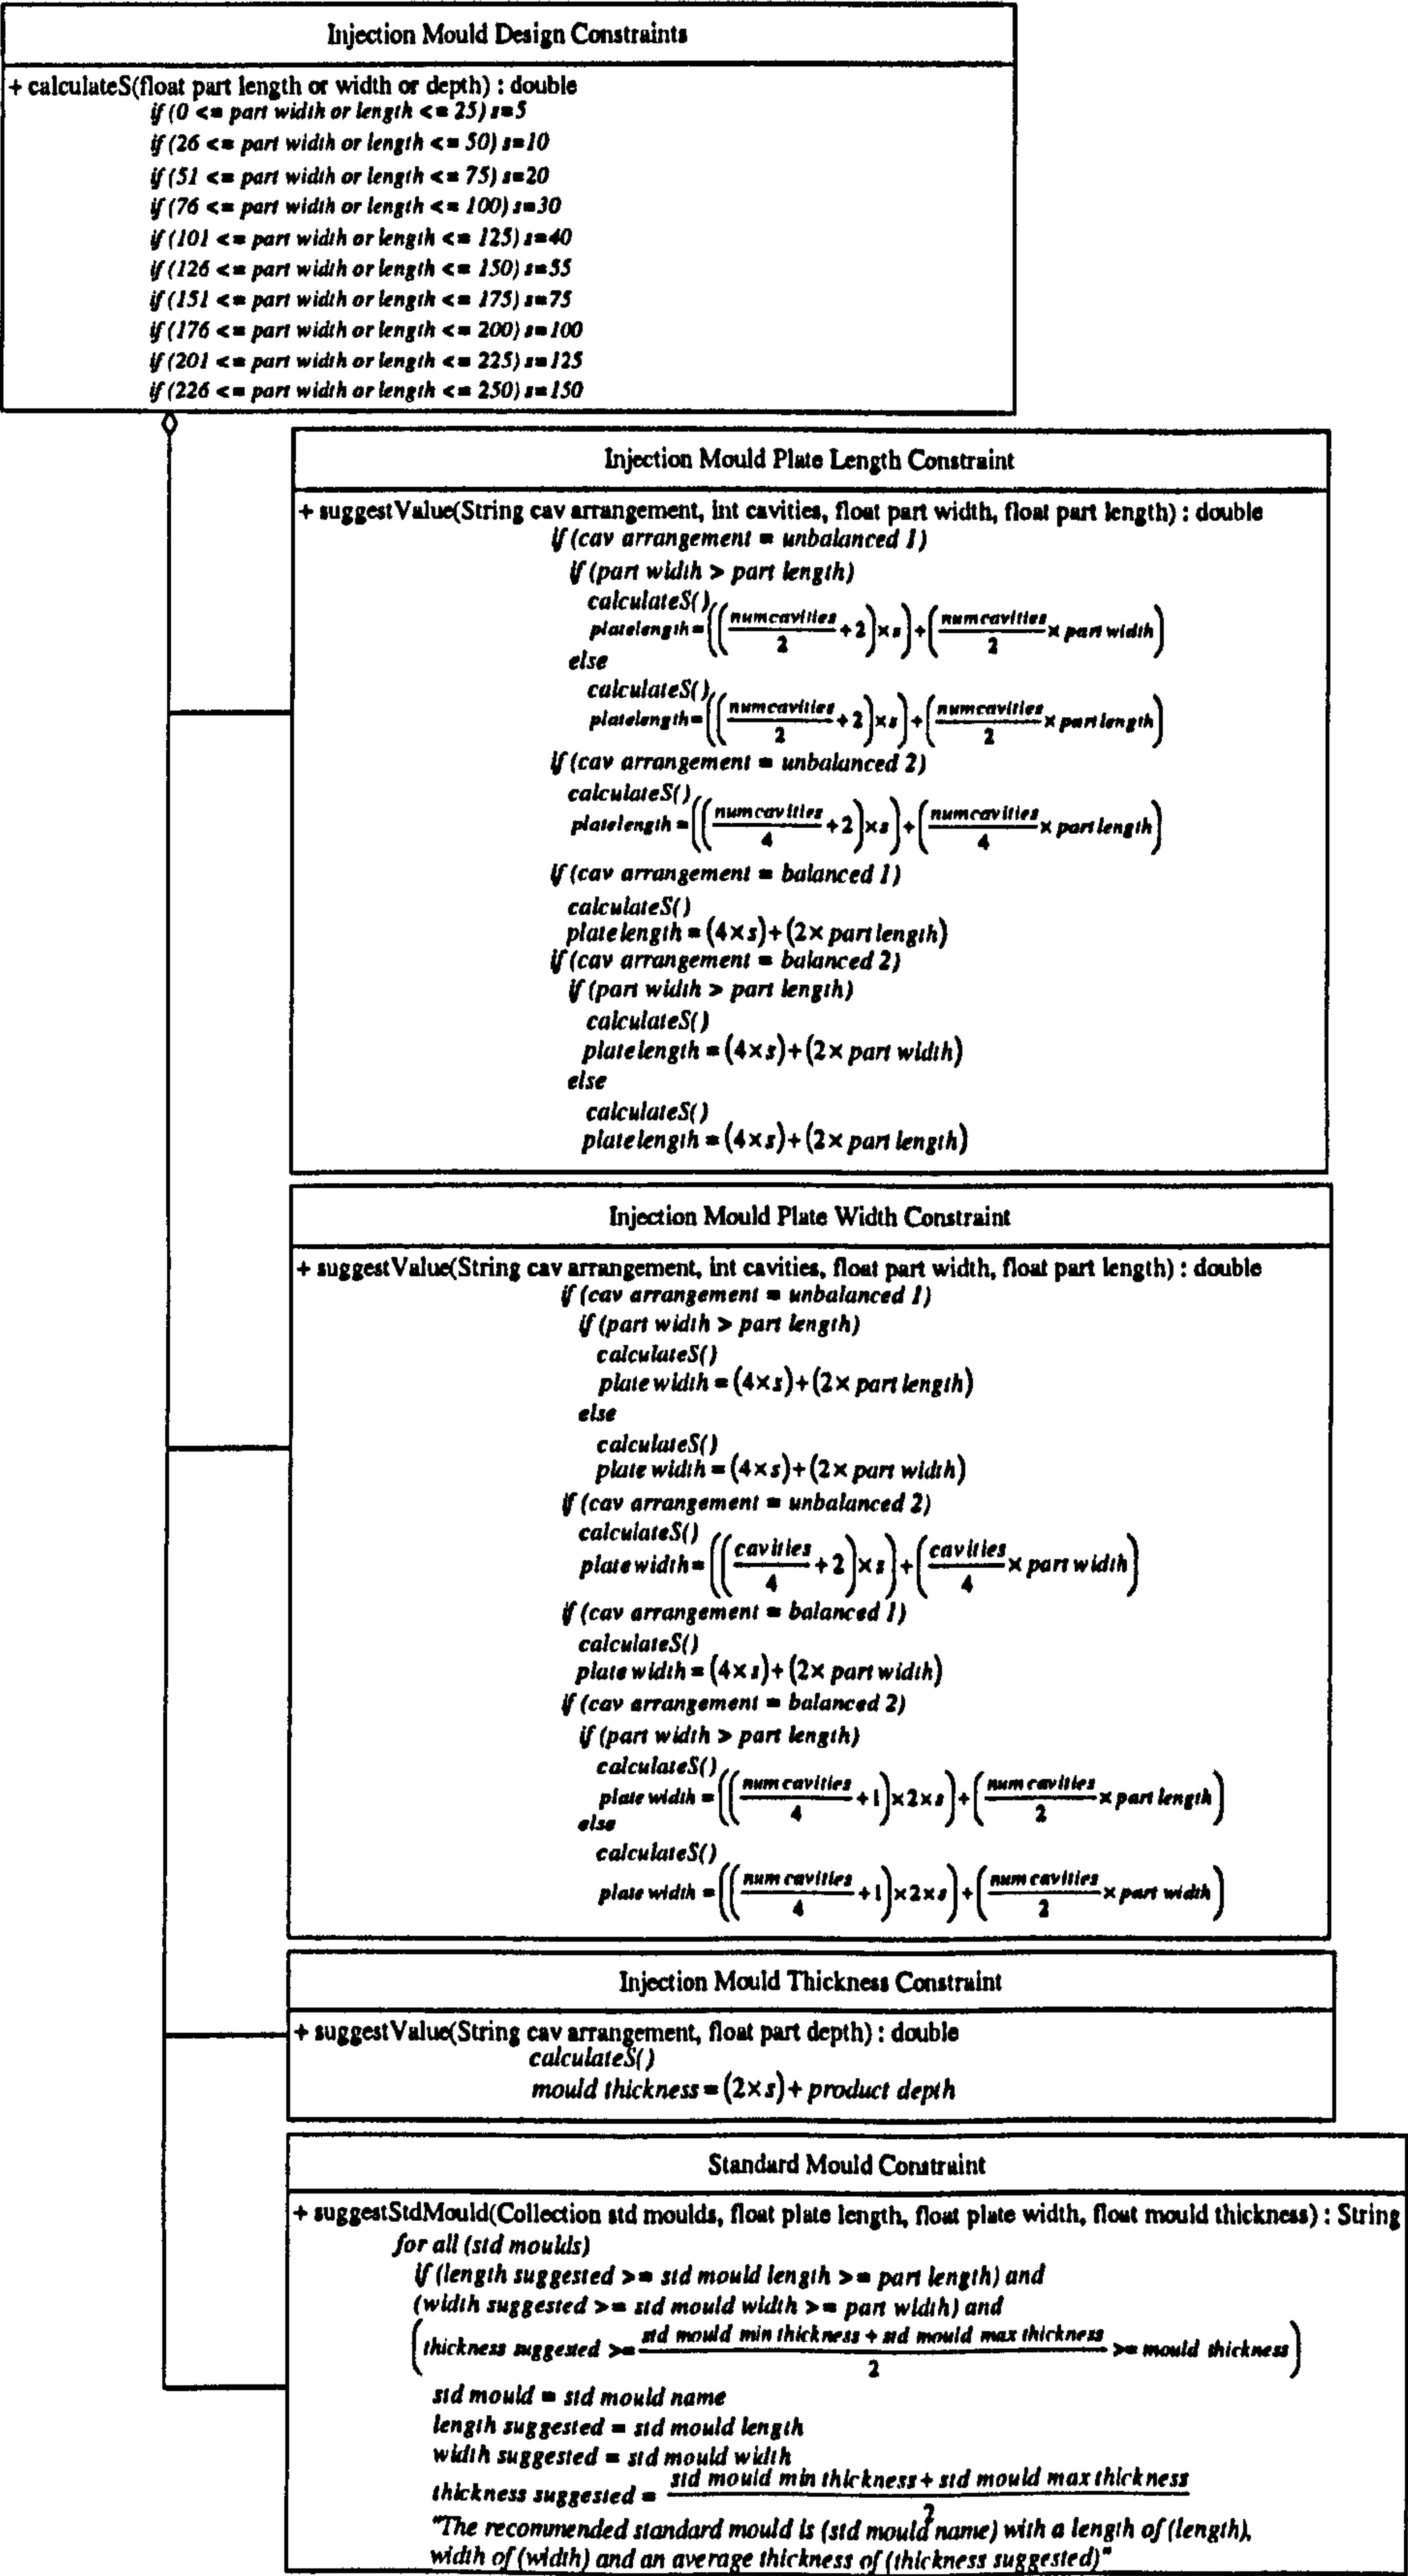 Injection Mould Design Constraints
+ calculateS(float part length or width or depth) : double
if (0 <= part width or length <= 25) s=5
if (26 <= part width or length <= 50) s=10
if (51 <= part width or length <= 75) s=20
if (76 <= part width or length <= 100) s=30
if (101 <= part width or length <= 125) s=40
if (126 <= part width or length <= 150) s=55
if (151 <= part width or length <= 175) s=75
if (176 <= part width or length <= 200) s=100
if (201 <= part width or length <= 225) s=125
if (226 <= part width or length <= 250) s=150
Injection Mould Plate Length Constraint
+ suggestValue(String cav arrangement, int cavities, float part width, float part length) : double
if (cav arrangement = unbalanced 1)
if (part width > part length)
calculateS()
platelength = (((numcavities / 2) + 2) × s) + ((numcavities / 2) × part width)
else
calculateS()
platelength = (((numcavities / 2) + 2) × s) + ((numcavities / 2) × part length)
if (cav arrangement = unbalanced 2)
calculateS()
platelength = (((numcavities / 4) + 2) × s) + ((numcavities / 4) × part length)
if (cav arrangement = balanced 1)
calculateS()
plate length = (4 × s) + (2 × part length)
if (cav arrangement = balanced 2)
if (part width > part length)
calculateS()
plate length = (4 × s) + (2 × part width)
else
calculateS()
plate length = (4 × s) + (2 × part length)
Injection Mould Plate Width Constraint
+ suggestValue(String cav arrangement, int cavities, float part width, float part length) : double
if (cav arrangement = unbalanced 1)
if (part width > part length)
calculateS()
plate width = (4 × s) + (2 × part length)
else
calculateS()
plate width = (4 × s) + (2 × part width)
if (cav arrangement = unbalanced 2)
calculateS()
plate width = (((cavities / 4) + 2) × s) + ((cavities / 4) × part width)
if (cav arrangement = balanced 1)
calculateS()
plate width = (4 × s) + (2 × part width)
if (cav arrangement = balanced 2)
if (part width > part length)
calculateS()
plate width = (((num cavities / 4) + 1) × 2 × s) + ((num cavities / 2) × part length)
else
calculateS()
plate width = (((num cavities / 4) + 1) × 2 × s) + ((num cavities / 2) × part width)
Injection Mould Thickness Constraint
+ suggestValue(String cav arrangement, float part depth) : double
calculateS()
mould thickness = (2 × s) + product depth
Standard Mould Constraint
+ suggestStdMould(Collection std moulds, float plate length, float plate width, float mould thickness) : String
for all (std moulds)
if (length suggested >= std mould length >= part length) and
(width suggested >= std mould width >= part width) and
(thickness suggested >= (std mould min thickness + std mould max thickness) / 2 >= mould thickness)
std mould = std mould name
length suggested = std mould length
width suggested = std mould width
thickness suggested = (std mould min thickness + std mould max thickness) / 2
"The recommended standard mould is (std mould name) with a length of (length),
width of (width) and an average thickness of (thickness suggested)"